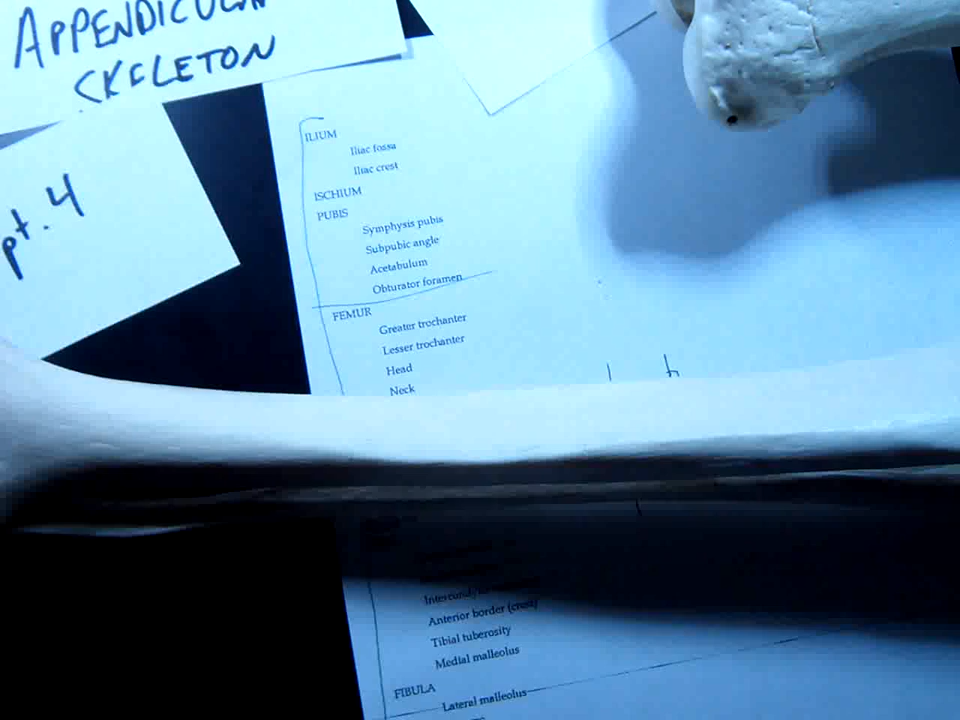 APPENDICULAR
SKELETON
pt. 4
ILIUM
Iliac fossa
Iliac crest
ISCHIUM
PUBIS
Symphysis pubis
Subpubic angle
Acetabulum
Obturator foramen
FEMUR
Greater trochanter
Lesser trochanter
Head
Neck
Anterior border (crest)
Tibial tuberosity
Medial malleolus
FIBULA
Lateral malleolus